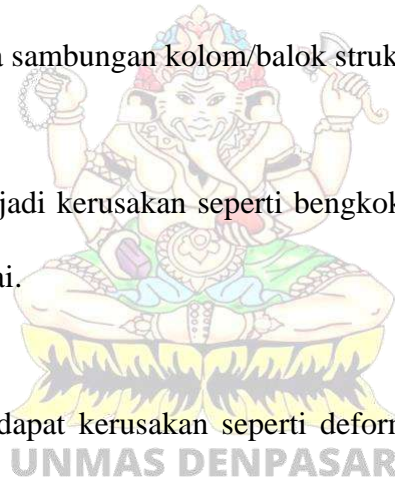 sambungan kolom/balok struk
jadi kerusakan seperti bengkok
ai.
dapat kerusakan seperti deforn
UNMAS DENPASAR